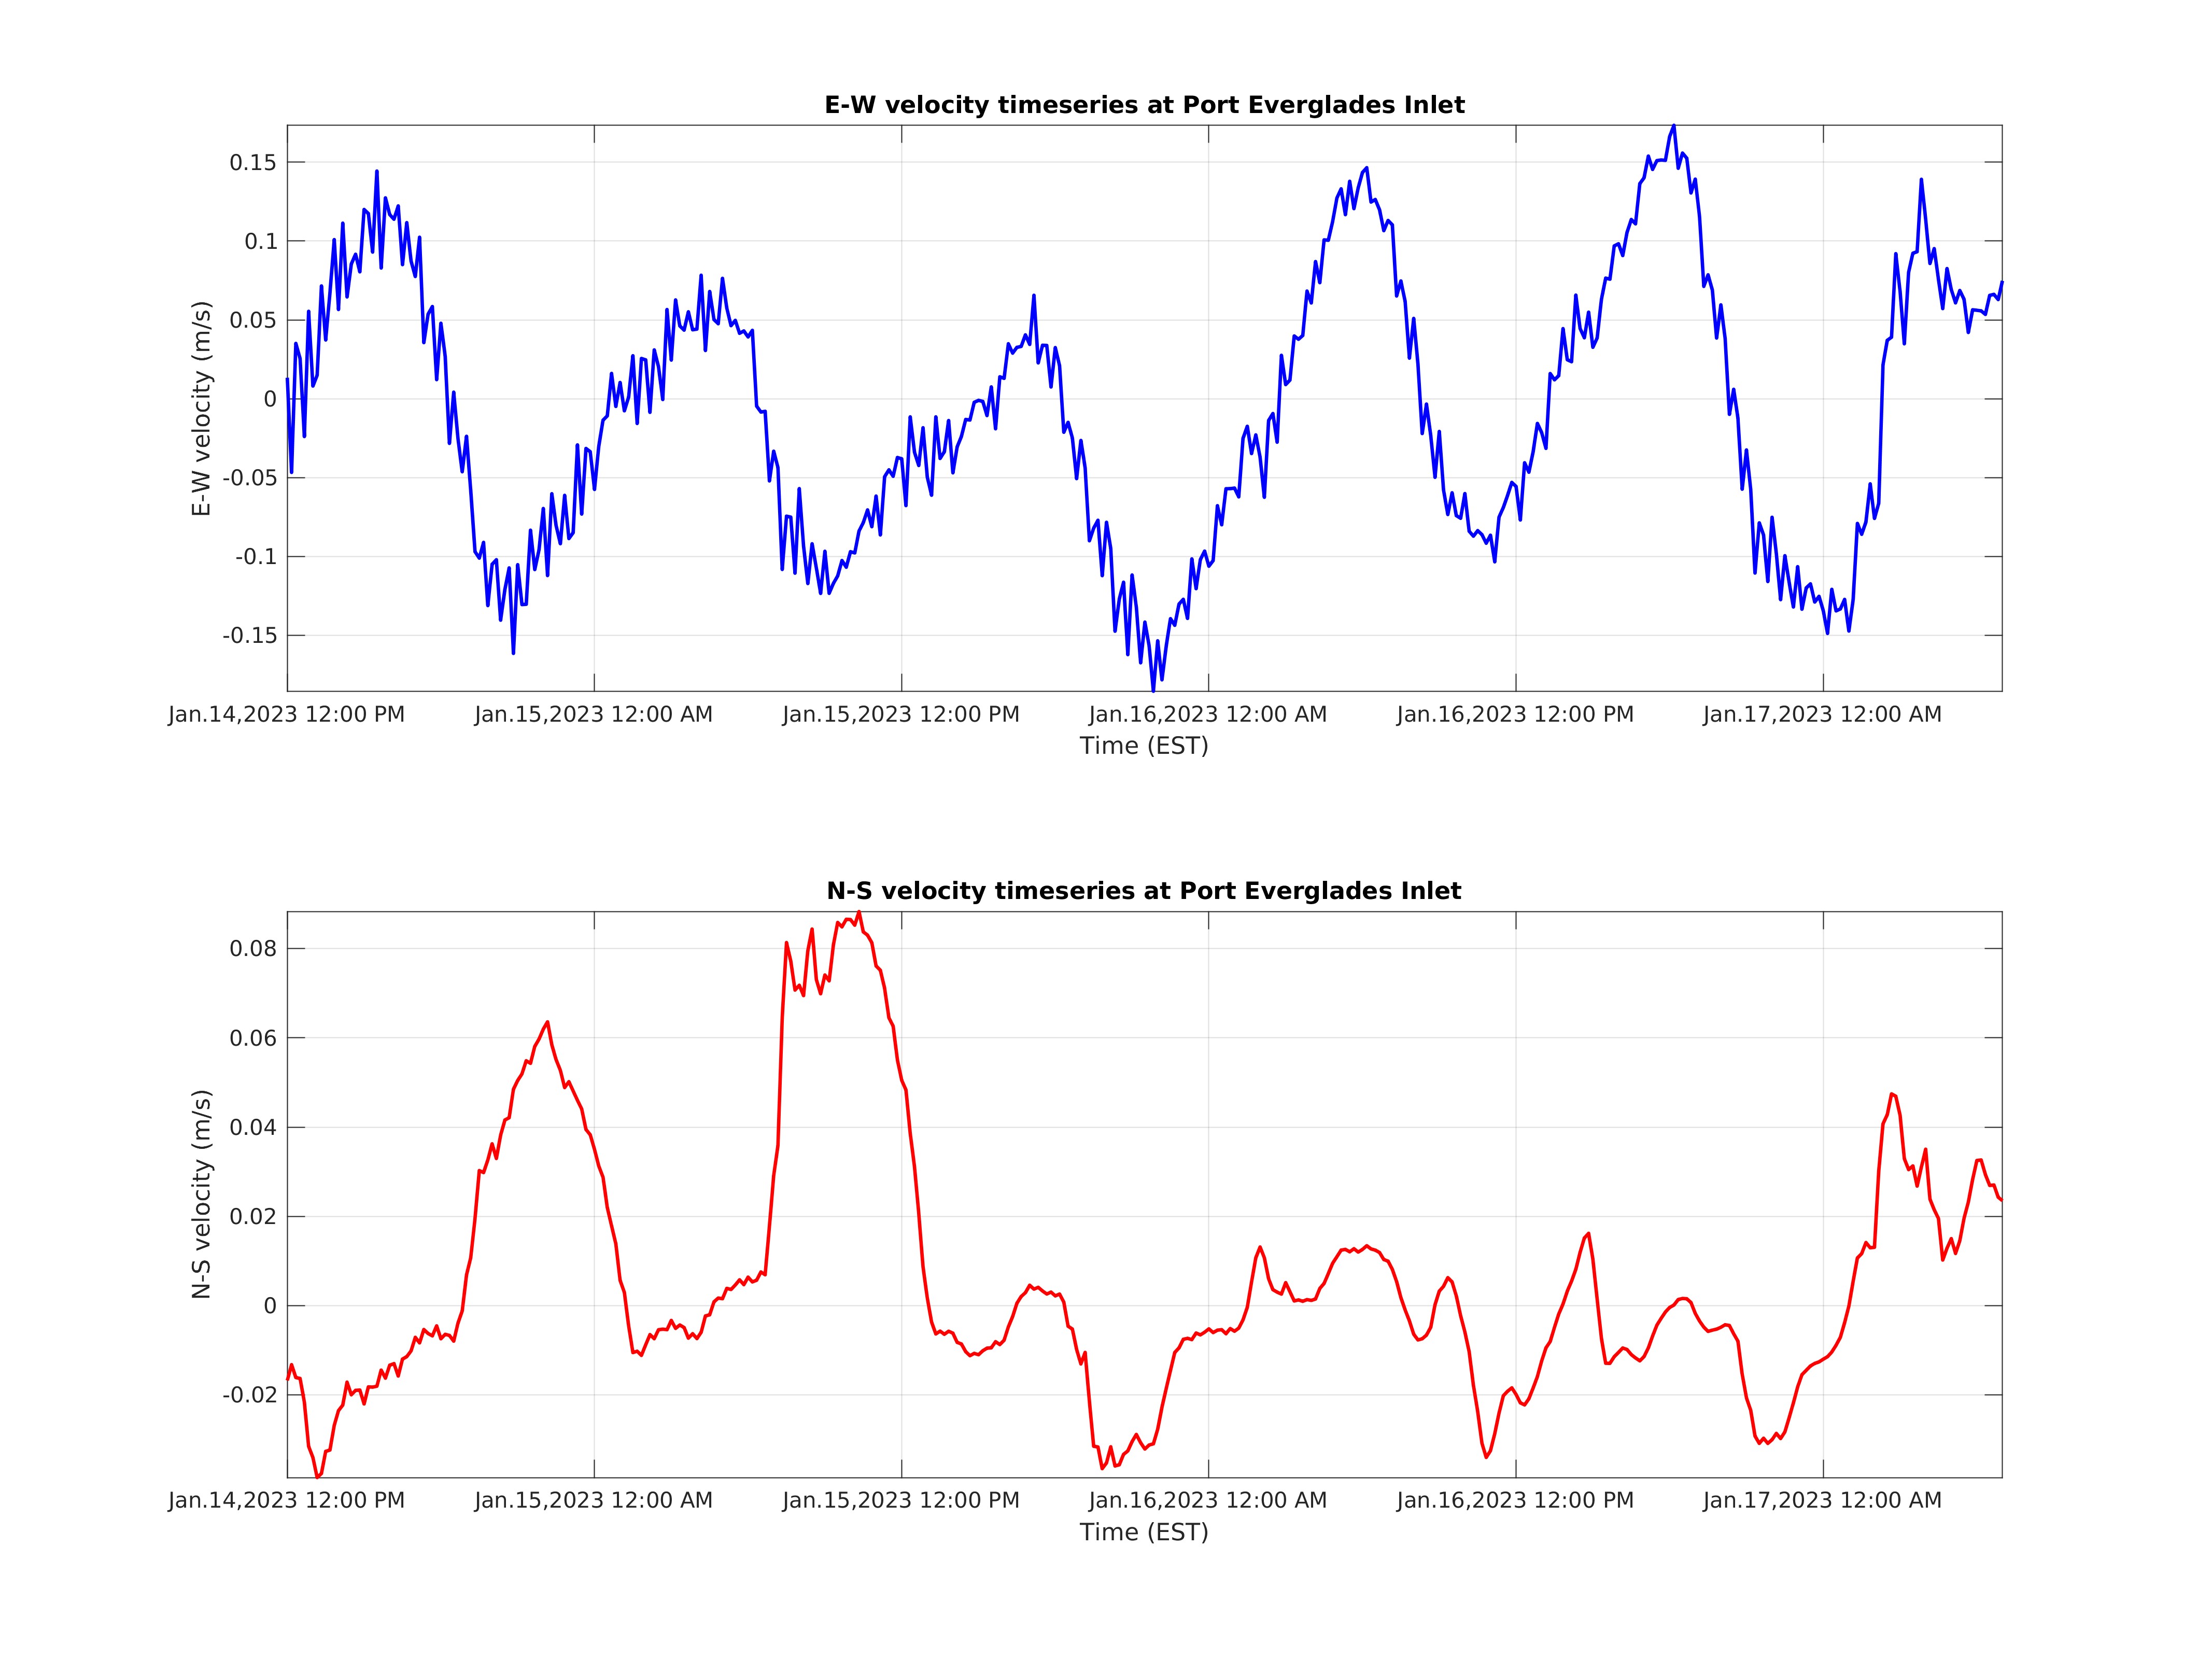 E-W velocity timeseries at Port Everglades Inlet
E-W velocity (m/s)
0.15
0.1
0.05
0
-0.05
-0.1
-0.15
Jan.14,2023 12:00 PM Jan.15,2023 12:00 AM Jan.15,2023 12:00 PM Jan.16,2023 12:00 AM Jan.16,2023 12:00 PM Jan.17,2023 12:00 AM
Time (EST)
N-S velocity timeseries at Port Everglades Inlet
N-S velocity (m/s)
0.08
0.06
0.04
0.02
0
-0.02
Jan.14,2023 12:00 PM Jan.15,2023 12:00 AM Jan.15,2023 12:00 PM Jan.16,2023 12:00 AM Jan.16,2023 12:00 PM Jan.17,2023 12:00 AM
Time (EST)